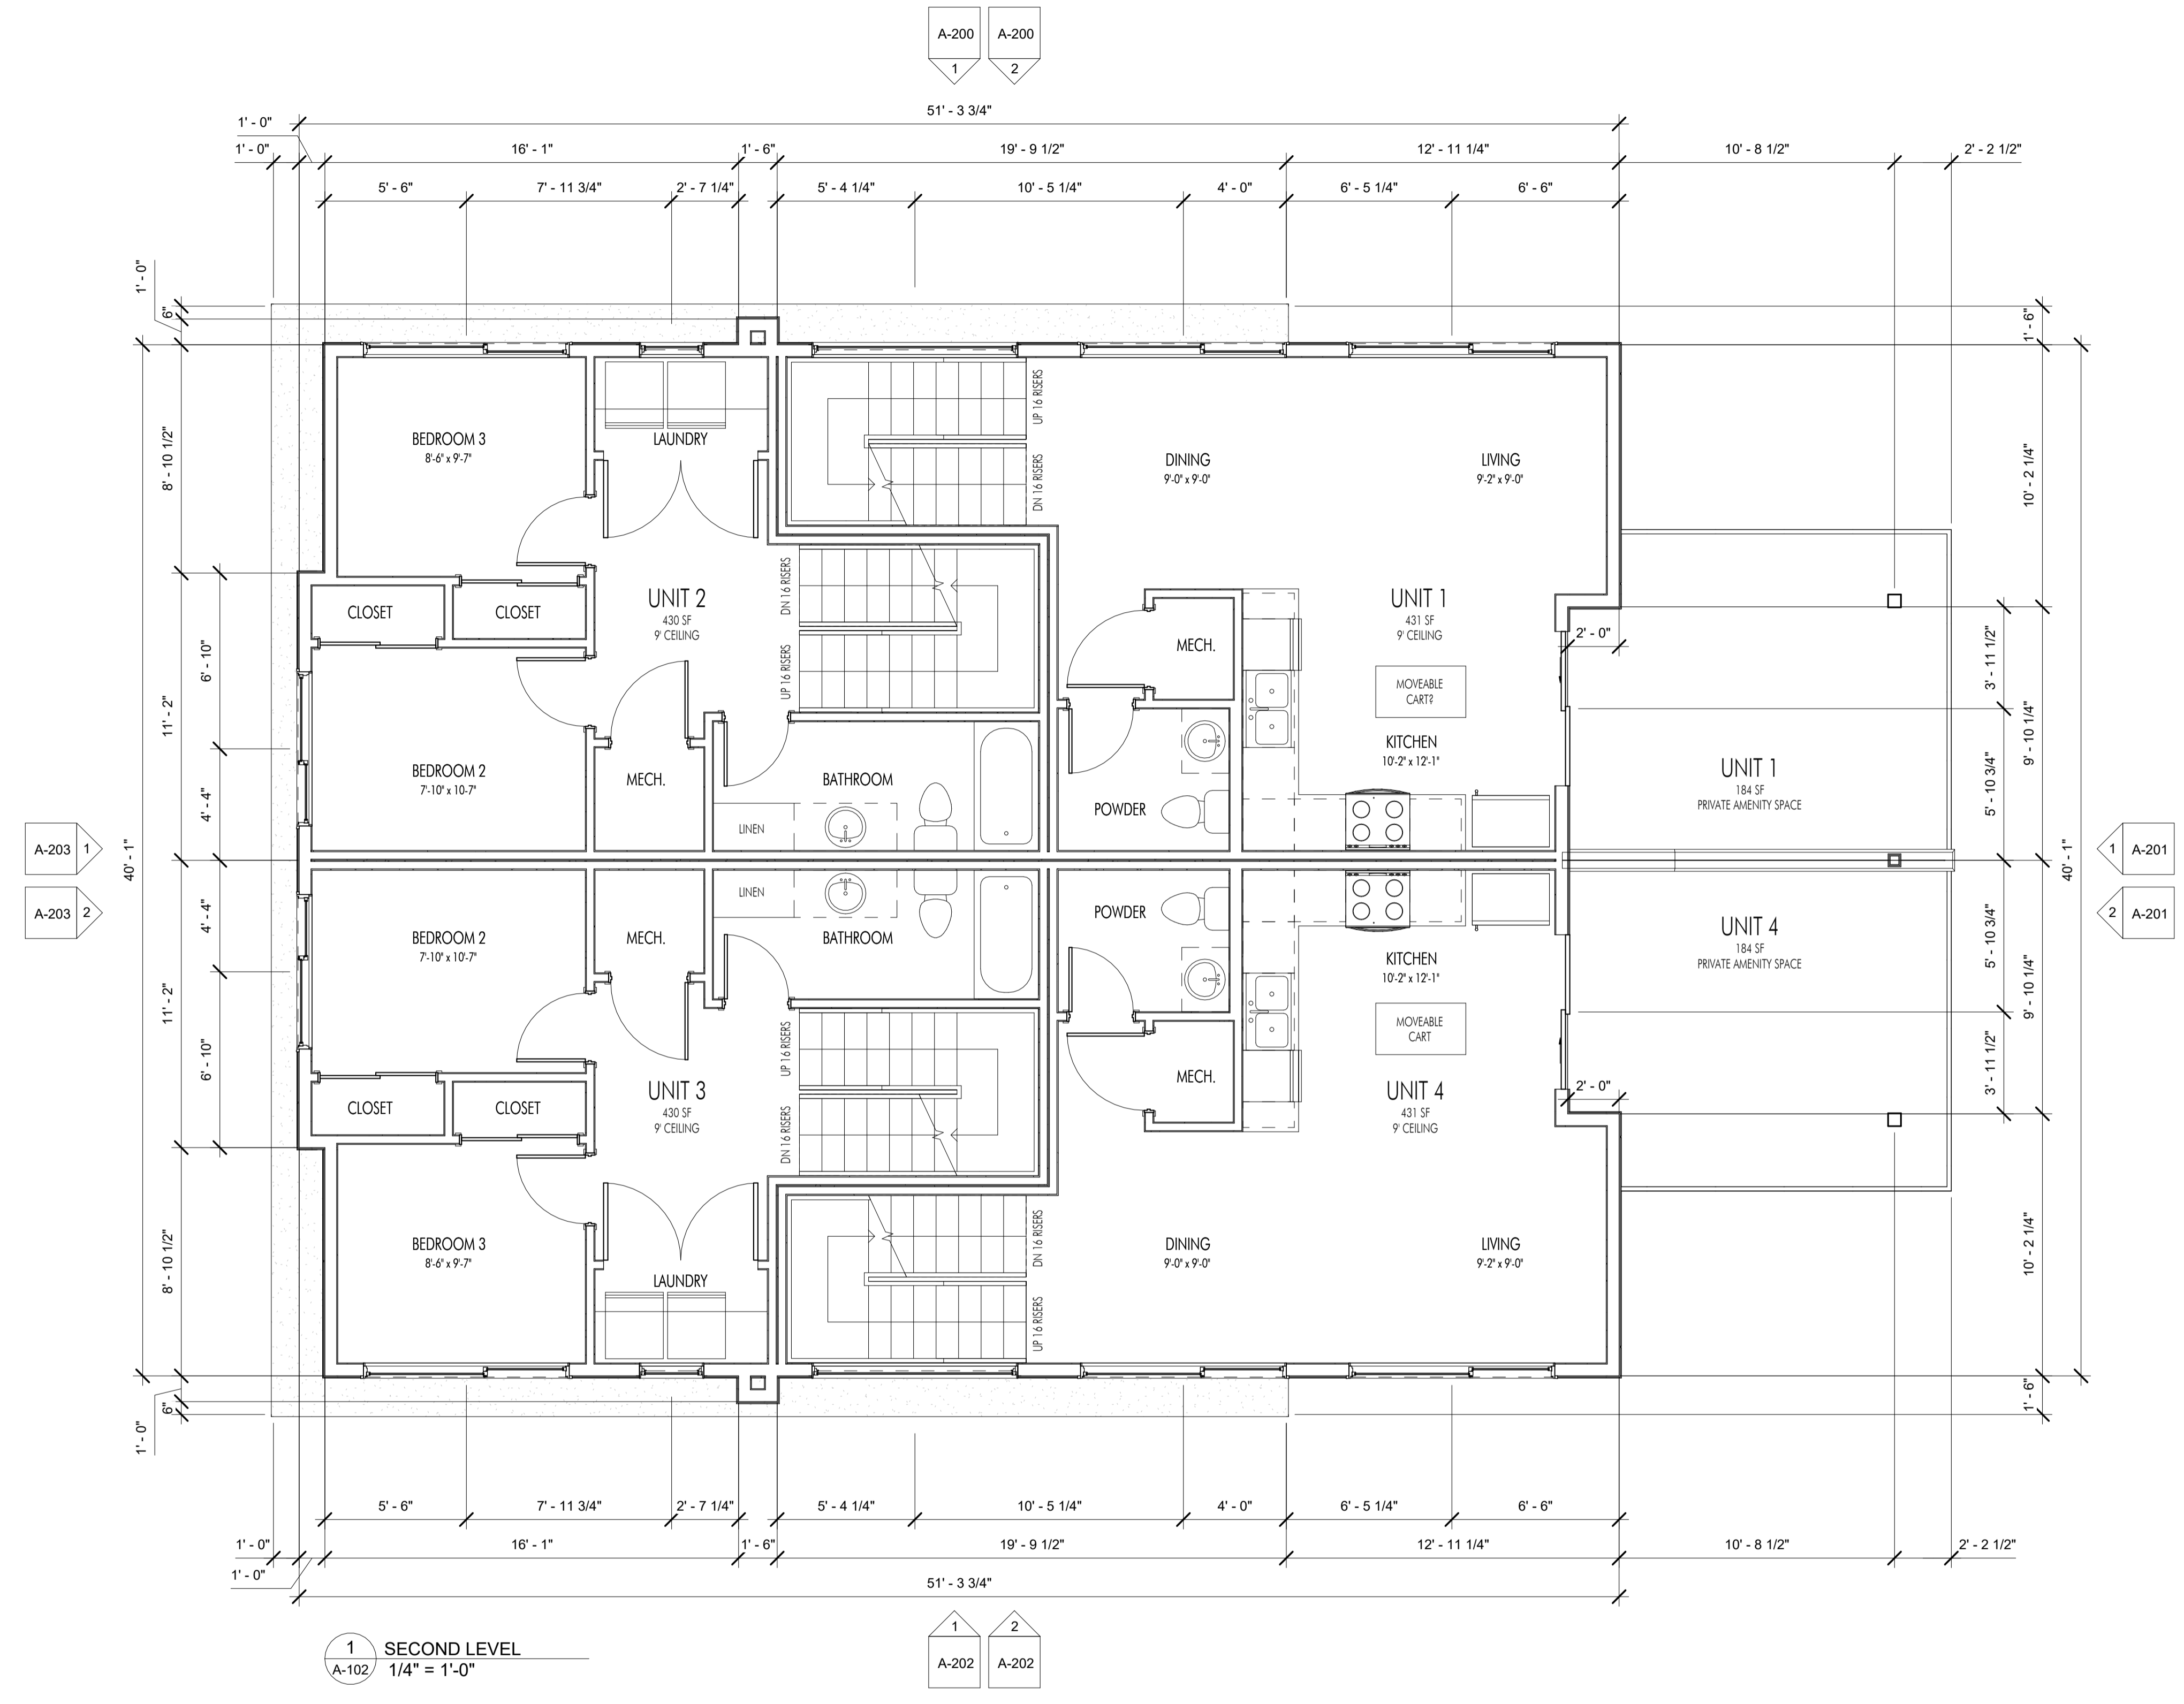 A-200 A-200
1 2
51' - 3 3/4"
1' - 0"
1' - 0" 16' - 1" 1' - 6" 19' - 9 1/2" 12' - 11 1/4" 10' - 8 1/2" 2' - 2 1/2"
5' - 6" 7' - 11 3/4" 2' - 7 1/4" 5' - 4 1/4" 10' - 5 1/4" 4' - 0" 6' - 5 1/4" 6' - 6"
1' - 0"
6"
1' - 6"
8' - 10 1/2"
10' - 2 1/4"
UP 16 RISERS
DN 16 RISERS
BEDROOM 3
8'-6" x 9'-7"
LAUNDRY
DINING
9'-0" x 9'-0"
LIVING
9'-2" x 9'-0"
CLOSET
CLOSET
UNIT 2
430 SF
9' CEILING
DN 16 RISERS
UP 16 RISERS
MECH.
UNIT 1
431 SF
9' CEILING
2' - 0"
3' - 11 1/2"
6' - 10"
11' - 2"
9' - 10 1/4"
MOVEABLE
CART?
KITCHEN
10'-2" x 12'-1"
BEDROOM 2
7'-10" x 10-7"
MECH.
BATHROOM
LINEN
POWDER
UNIT 1
184 SF
PRIVATE AMENITY SPACE
4' - 4"
5' - 10 3/4"
A-203 1
40' - 1"
40' - 1"
1 A-201
A-203 2
2 A-201
4' - 4"
5' - 10 3/4"
BEDROOM 2
7'-10" x 10'-7"
MECH.
LINEN
BATHROOM
POWDER
KITCHEN
10'-2" x 12'-1"
UNIT 4
184 SF
PRIVATE AMENITY SPACE
11' - 2"
9' - 10 1/4"
6' - 10"
MOVEABLE
CART
UP 16 RISERS
DN 16 RISERS
MECH.
2' - 0"
3' - 11 1/2"
CLOSET
CLOSET
UNIT 3
430 SF
9' CEILING
UNIT 4
431 SF
9' CEILING
BEDROOM 3
8'-6" x 9'-7"
LAUNDRY
DN 16 RISERS
UP 16 RISERS
DINING
9'-0" x 9'-0"
LIVING
9'-2" x 9'-0"
8' - 10 1/2"
10' - 2 1/4"
6"
1' - 0"
1' - 6"
5' - 6" 7' - 11 3/4" 2' - 7 1/4" 5' - 4 1/4" 10' - 5 1/4" 4' - 0" 6' - 5 1/4" 6' - 6"
1' - 0" 16' - 1" 1' - 6" 19' - 9 1/2" 12' - 11 1/4" 10' - 8 1/2" 2' - 2 1/2"
1' - 0"
51' - 3 3/4"
1 2
A-202 A-202
1 SECOND LEVEL
A-102 1/4" = 1'-0"